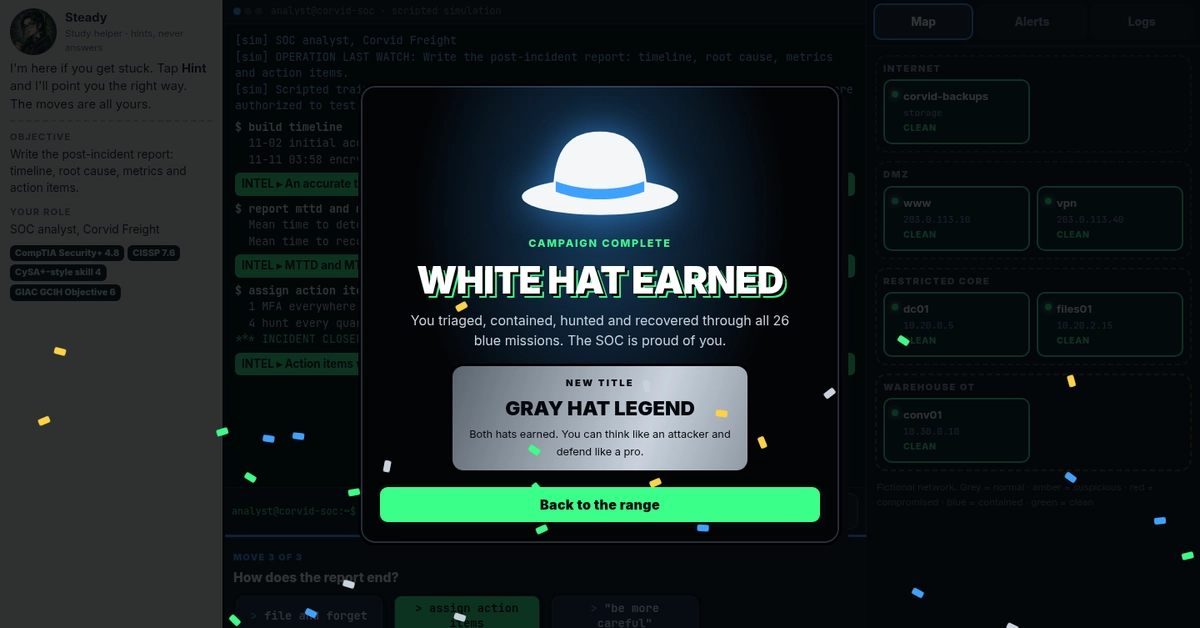 Steady
Study helper · hints, never
answers
I'm here if you get stuck. Tap Hint
and I'll point you the right way.
The moves are all yours.
OBJECTIVE
Write the post-incident report:
timeline, root cause, metrics and
action items.
YOUR ROLE
SOC analyst, Corvid Freight
CompTIA Security+ 4.8
CISSP 7.6
CySA+-style skill 4
GIAC GCIH Objective 6
analyst@corvid-soc - scripted simulation
[sim] SOC analyst, Corvid Freight
[sim] OPERATION LAST WATCH: Write the post-incident report: timeline, root cause, metrics
and action items.
[sim] Scripted
authorized to test
$ build timeline
11-02 initial
11-11 03:58
INTEL ▸ An accurate
$ report mttd and
Mean time to
Mean time to
INTEL ▸ MTTD and
$ assign action
1 MFA everywhere
4 hunt every
*** INCIDENT
INTEL ▸ Action items
analyst@corvid-soc:~$
CAMPAIGN COMPLETE
WHITE HAT EARNED
You triaged, contained, hunted and recovered through all 26
blue missions. The SOC is proud of you.
NEW TITLE
GRAY HAT LEGEND
Both hats earned. You can think like an attacker and
defend like a pro.
Back to the range
MOVE 3 OF 3
How does the report end?
> file and forget
> assign action
items
> "be more
careful"
Map
Alerts
Logs
INTERNET
corvid-backups
storage
CLEAN
DMZ
www
203.0.113.10
CLEAN
vpn
203.0.113.40
CLEAN
RESTRICTED CORE
dc01
10.20.0.5
CLEAN
files01
10.20.2.15
CLEAN
WAREHOUSE OT
conv01
10.30.0.10
CLEAN
Fictional network. Grey = normal · amber = suspicious · red =
compromised · blue = contained · green = clean